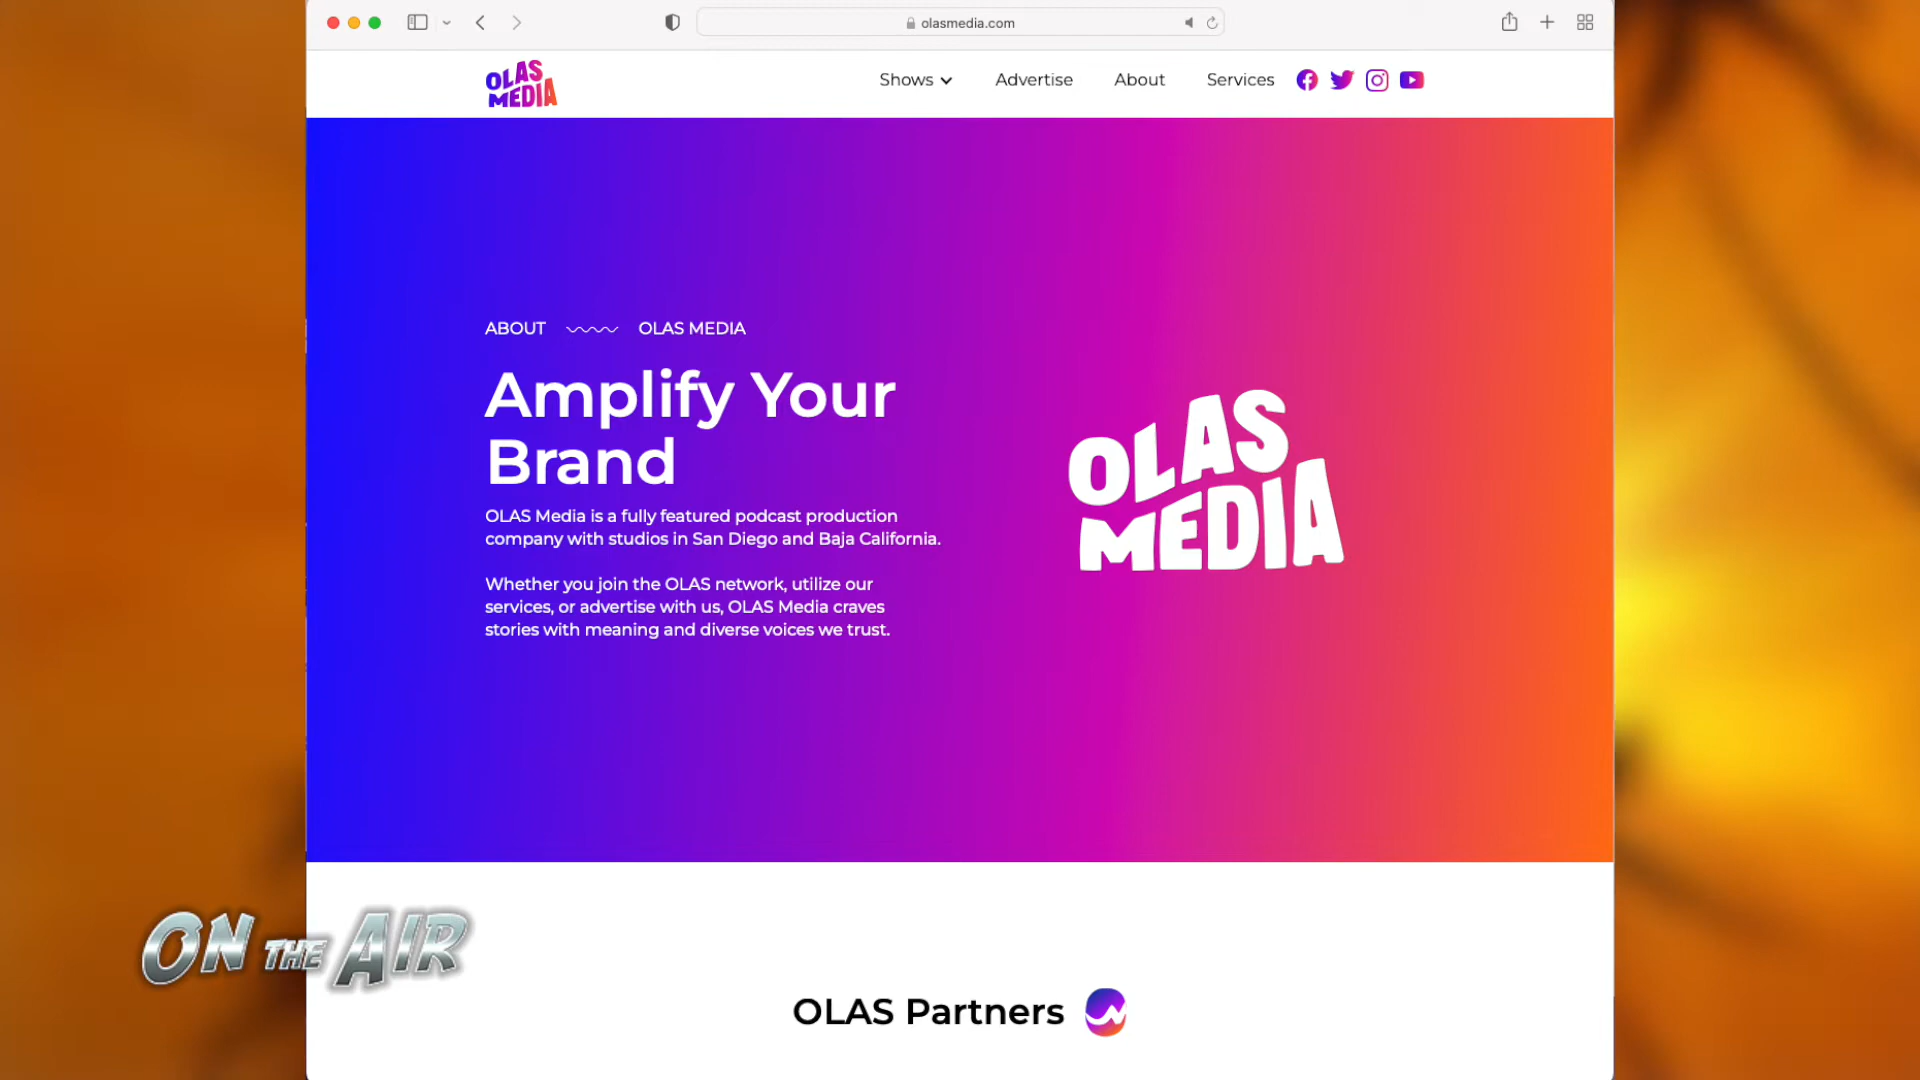 olasmedia.com
OLAS
MEDIA
Shows
Advertise
About
Services
ABOUT
OLAS MEDIA
Amplify Your
Brand
OLAS Media is a fully featured podcast production
company with studios in San Diego and Baja California.
Whether you join the OLAS network, utilize our
services, or advertise with us, OLAS Media craves
stories with meaning and diverse voices we trust.
OLAS
MEDIA
ON THE AIR
OLAS Partners